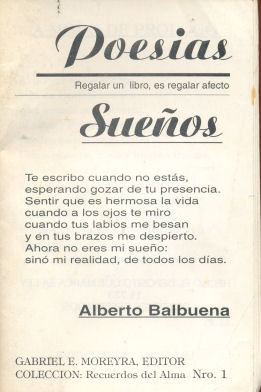 Poesias
Regalar un libro, es regalar afecto
Sueños
Te escribo cuando no estás,
esperando gozar de tu presencia.
Sentir que es hermosa la vida
cuando a los ojos te miro
cuando tus labios me besan
y en tus brazos me despierto.
Ahora no eres mi sueño:
sinó mi realidad, de todos los días.
Alberto Balbuena
GABRIEL E. MOREYRA, EDITOR
COLECCION: Recuerdos del Alma Nro. 1